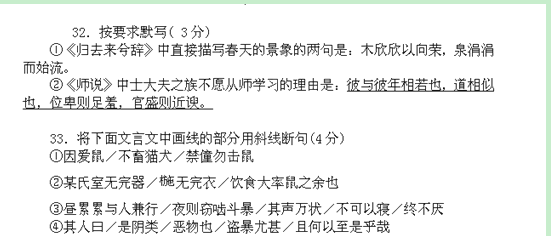 32. 按要求默写( 3 分)
①《归去来兮辞》中直接描写春天的景象的两句是：木欣欣以向荣，泉涓涓
而始流。
②《师说》中士大夫之族不愿从师学习的理由是：彼与彼年相若也，道相似
也，位卑则足羞，官盛则近谀。
33. 将下面文言文中画线的部分用斜线断句(4 分)
①因爱鼠／不畜猫犬／禁僮勿击鼠
②某氏室无完器／椸无完衣／饮食大率鼠之余也
③昼累累与人兼行／夜则窃啮斗暴／其声万状／不可以寝／终不厌
④其人曰／是阴类／恶物也／盗暴尤甚／且何以至是乎哉